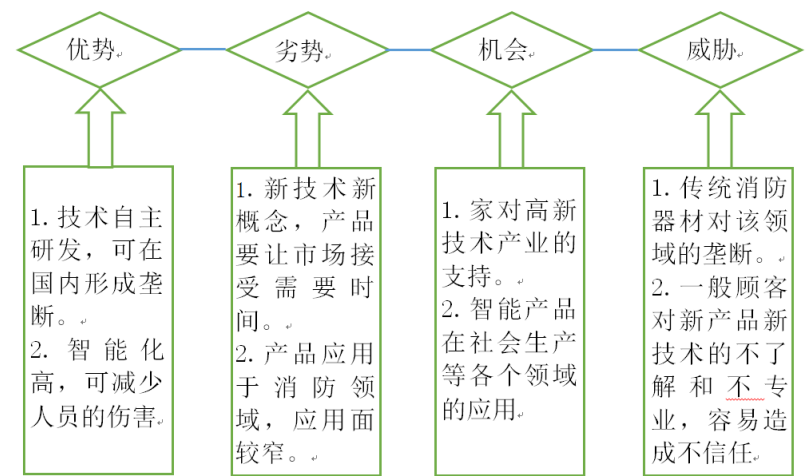 优势
劣势
机会
威胁
1. 技术自主
研发，可在
国内形成垄
断。
2. 智能化
高，可减少
人员的伤害
1. 新技术新
概念，产品
要让市场接
受需要时
间。
2. 产品应用
于消防领
域，应用面
较窄。
1. 家对高新
技术产业的
支持。
2. 智能产品
在社会生产
等各个领域
的应用
1. 传统消防
器材对该领
域的垄断。
2. 一般顾客
对新产品新
技术的不了
解和不专
业，容易造
成不信任